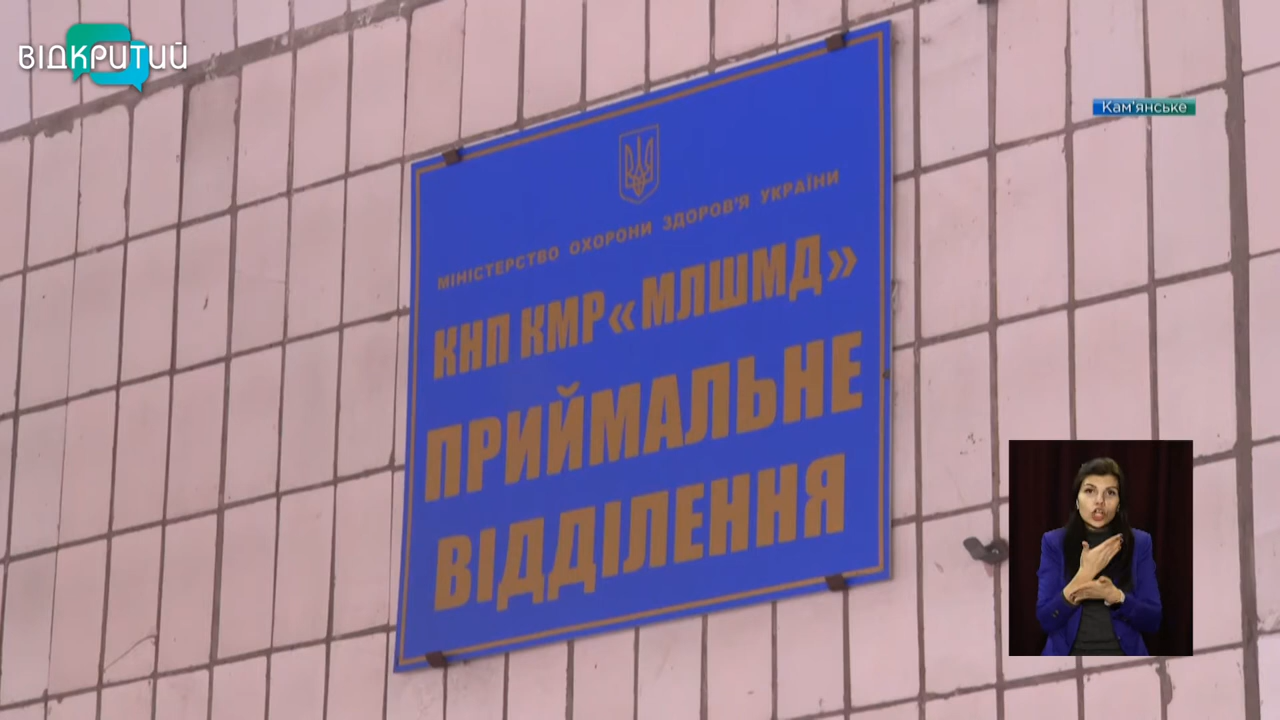 ВІДКРИТИЙ
Кам'янське
МІНІСТЕРСТВО ОХОРОНИ ЗДОРОВ'Я УКРАЇНИ
КНП КМР «МЛШМД»
ПРИЙМАЛЬНЕ
ВІДДІЛЕННЯ